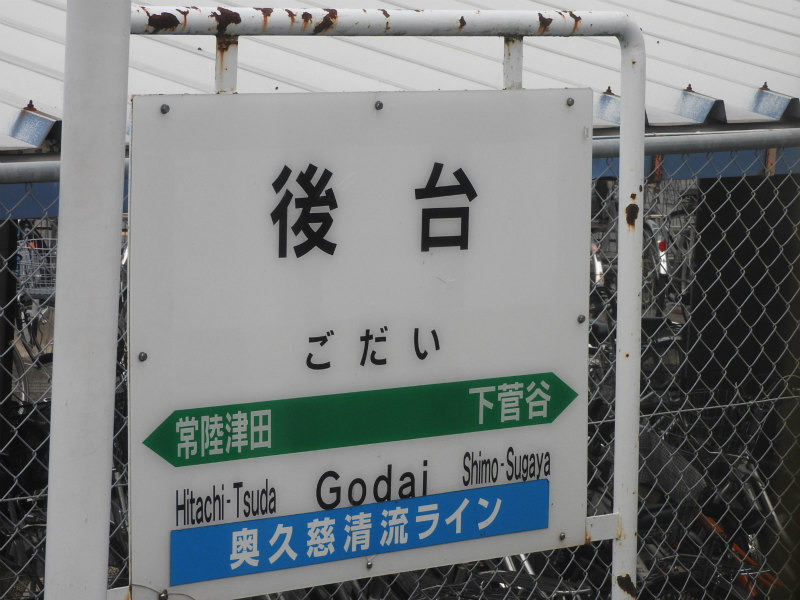 後台
ごだい
常陸津田 下菅谷
Hitachi-Tsuda Godai Shimo-Sugaya
奥久慈清流ライン